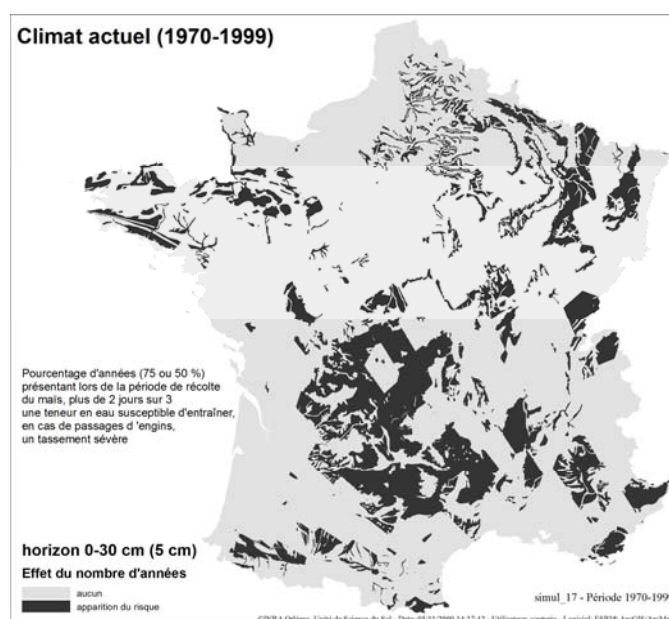 Climat actuel (1970-1999)
Pourcentage d'années (75 ou 50 %)
présentant lors de la période de récolte
du maïs, plus de 2 jours sur 3
une teneur en eau susceptible d'entraîner,
en cas de passages d 'engins,
un tassement sévère
horizon 0-30 cm (5 cm)
Effet du nombre d'années
aucun
apparition du risque
simul_17 - Période 1970-199